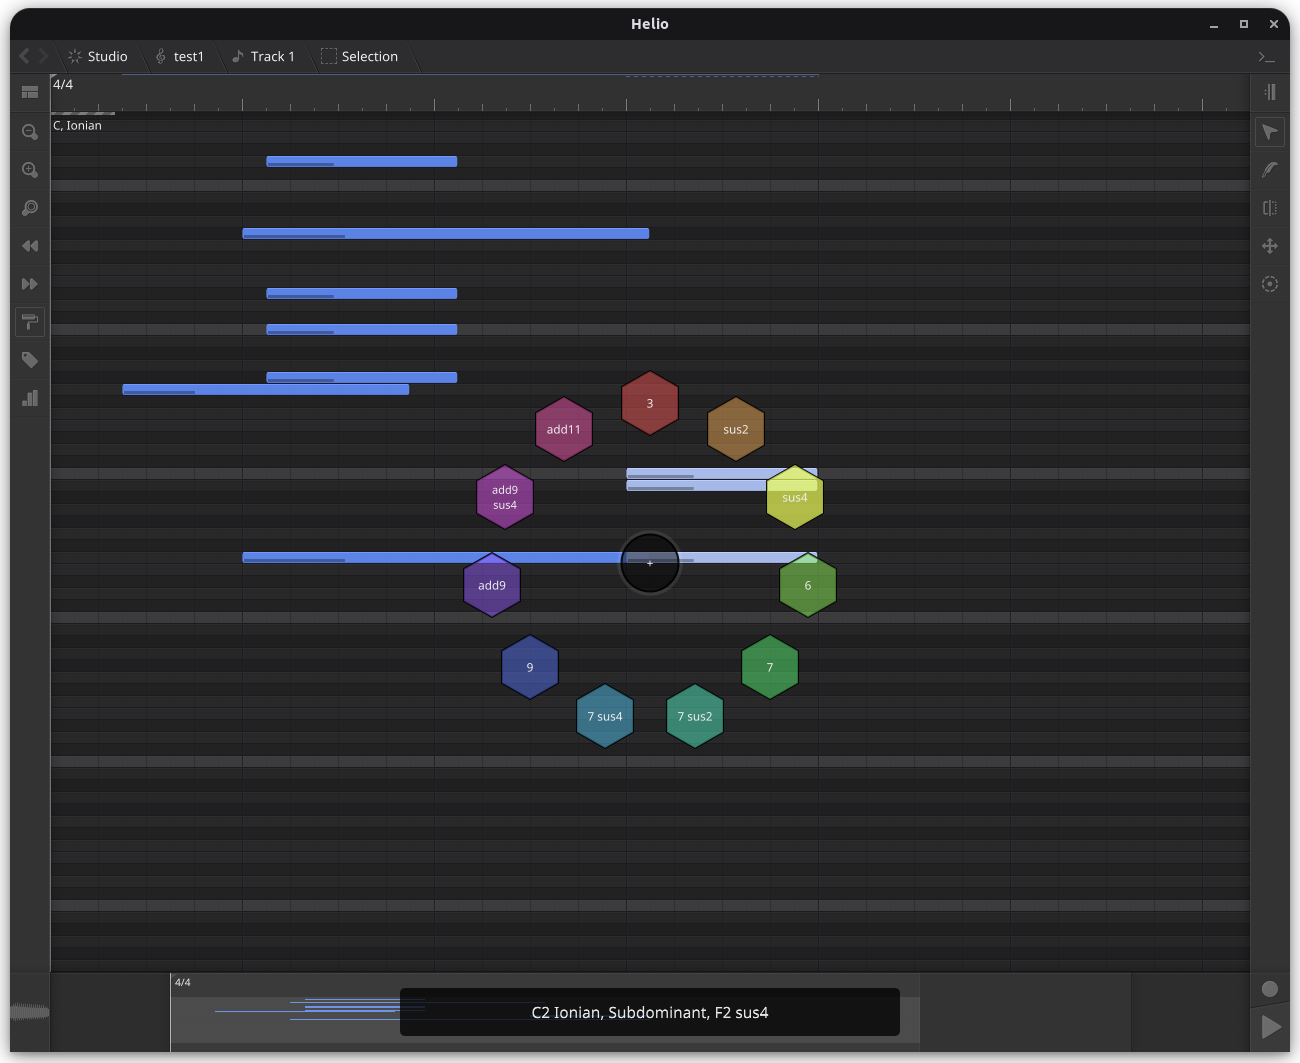 Helio
Studio
test1
Track 1
Selection
4/4
C, Ionian
3
add11
sus2
add9
sus4
sus4
add9
6
9
7
7 sus4
7 sus2
4/4
C2 Ionian, Subdominant, F2 sus4